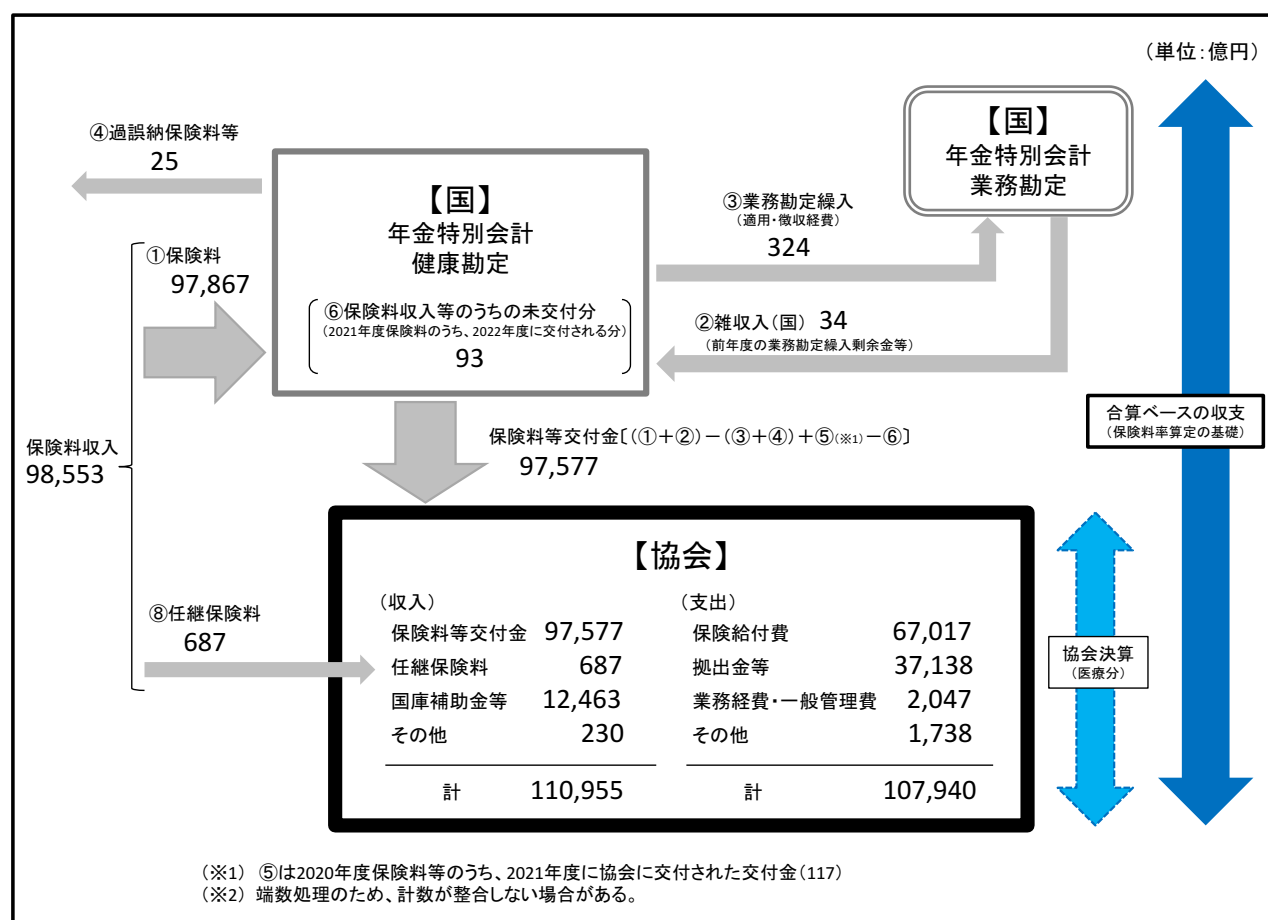 （単位：億円）
④過誤納保険料等
25
【国】
年金特別会計
健康勘定
⑥保険料収入等のうちの未交付分
（2021年度保険料のうち、2022年度に交付される分）
93
③業務勘定繰入
（適用・徴収経費）
324
【国】
年金特別会計
業務勘定
①保険料
97,867
②雑収入（国） 34
（前年度の業務勘定繰入剰余金等）
合算ベースの収支
（保険料率算定の基礎）
保険料収入
98,553
保険料等交付金〔（①＋②）－（③＋④）＋⑤（※1）－⑥〕
97,577
⑧任継保険料
687
【協会】
（収入）
保険料等交付金 97,577
任継保険料 687
国庫補助金等 12,463
その他 230
計 110,955
（支出）
保険給付費 67,017
拠出金等 37,138
業務経費・一般管理費 2,047
その他 1,738
計 107,940
協会決算
（医療分）
（※1） ⑤は2020年度保険料等のうち、2021年度に協会に交付された交付金（117）
（※2） 端数処理のため、計数が整合しない場合がある。